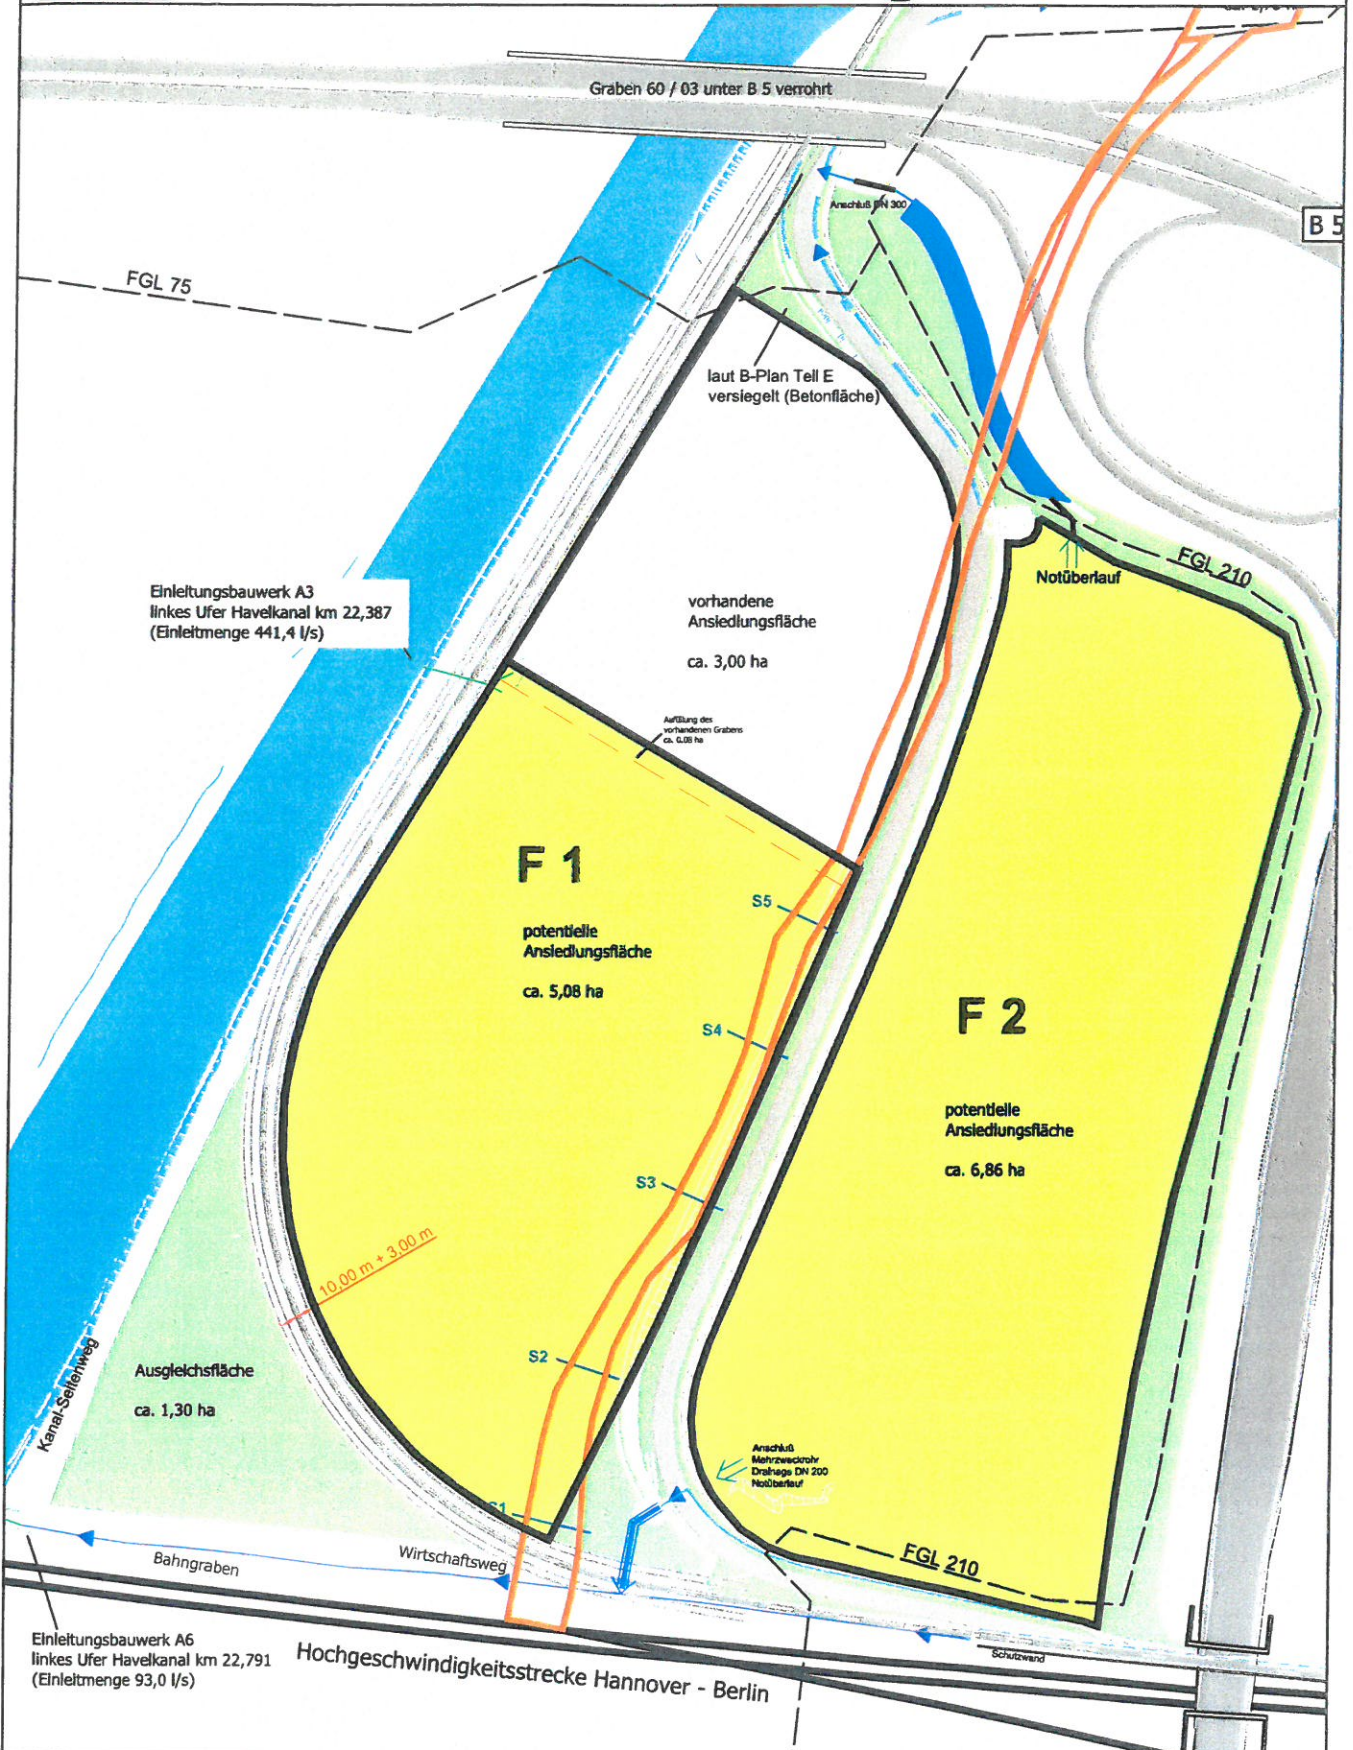 Graben 60 / 03 unter B 5 verrohrt
Anschluß DN 300
B 5
FGL 75
laut B-Plan Teil E
versiegelt (Betonfläche)
FGL 210
Notüberlauf
Einleitungsbauwerk A3
linkes Ufer Havelkanal km 22,387
(Einleitmenge 441,4 l/s)
vorhandene
Ansiedlungsfläche
ca. 3,00 ha
Auffüllung des
vorhandenen Grabens
ca. 0,08 ha
F 1
potentielle
Ansiedlungsfläche
ca. 5,08 ha
S5
S4
F 2
potentielle
Ansiedlungsfläche
ca. 6,86 ha
S3
10,00 m + 3,00 m
S2
Ausgleichsfläche
ca. 1,30 ha
Kanal-Seitenweg
Anschluß
Mehrzweckrohr
Drainage DN 200
Notüberlauf
S1
FGL 210
Bahngraben
Wirtschaftsweg
Einleitungsbauwerk A6
linkes Ufer Havelkanal km 22,791
(Einleitmenge 93,0 l/s)
Hochgeschwindigkeitsstrecke Hannover - Berlin
Schutzwand